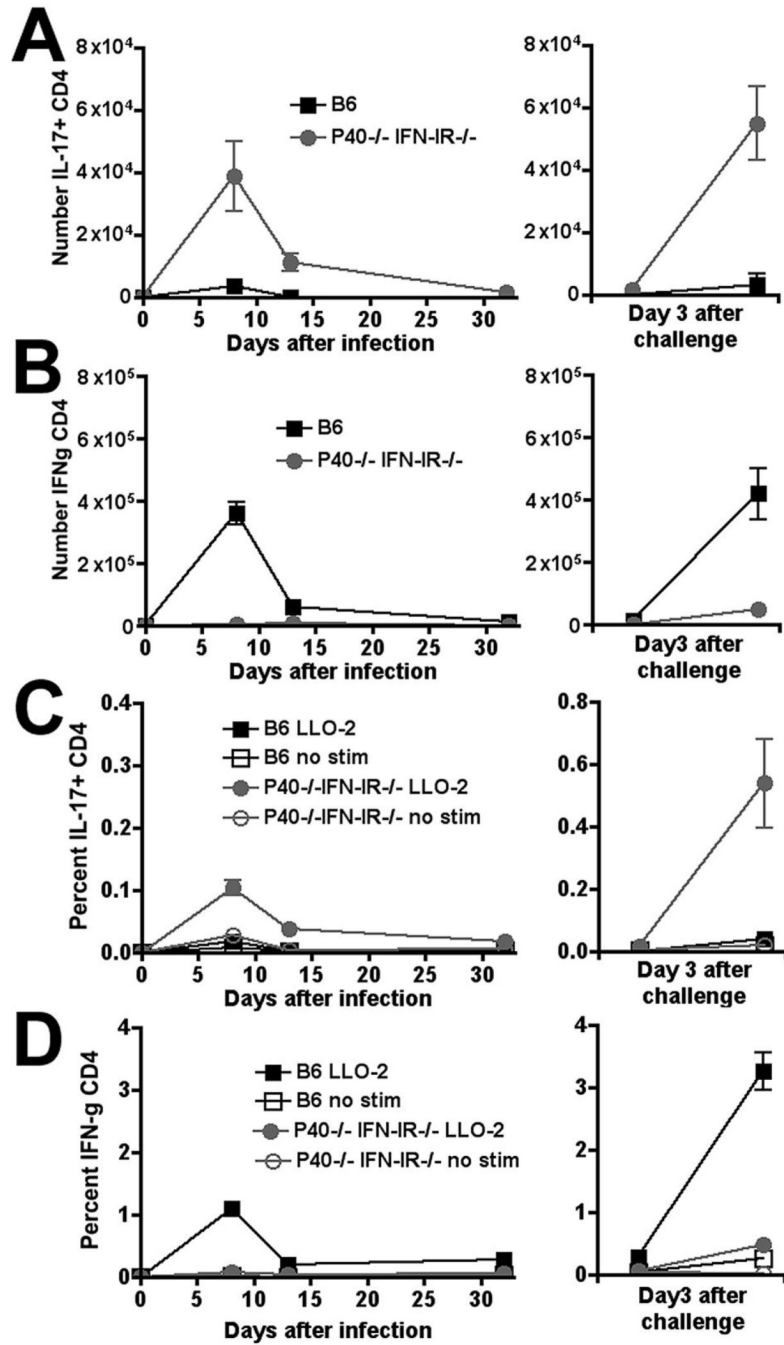 A
Number IL-17+ CD4
8x10⁴
6x10⁴
4x10⁴
2x10⁴
0
B6
P40-/- IFN-IR-/-
0 5 10 15 20 25 30
Days after infection
8x10⁴
6x10⁴
4x10⁴
2x10⁴
0
Day 3 after
challenge
B
Number IFNg CD4
8x10⁵
6x10⁵
4x10⁵
2x10⁵
0
B6
P40-/- IFN-IR-/-
0 5 10 15 20 25 30
Days after infection
8x10⁵
6x10⁵
4x10⁵
2x10⁵
0
Day3 after
challenge
C
Percent IL-17+ CD4
0.4
0.3
0.2
0.1
0.0
B6 LLO-2
B6 no stim
P40-/-IFN-IR-/- LLO-2
P40-/-IFN-IR-/- no stim
0 5 10 15 20 25 30
Days after infection
0.8
0.6
0.4
0.2
0.0
Day 3 after
challenge
D
Percent IFN-g CD4
4
3
2
1
0
B6 LLO-2
B6 no stim
P40-/- IFN-IR-/- LLO-2
P40-/- IFN-IR-/- no stim
0 5 10 15 20 25 30
Days after infection
4
3
2
1
0
Day3 after
challenge